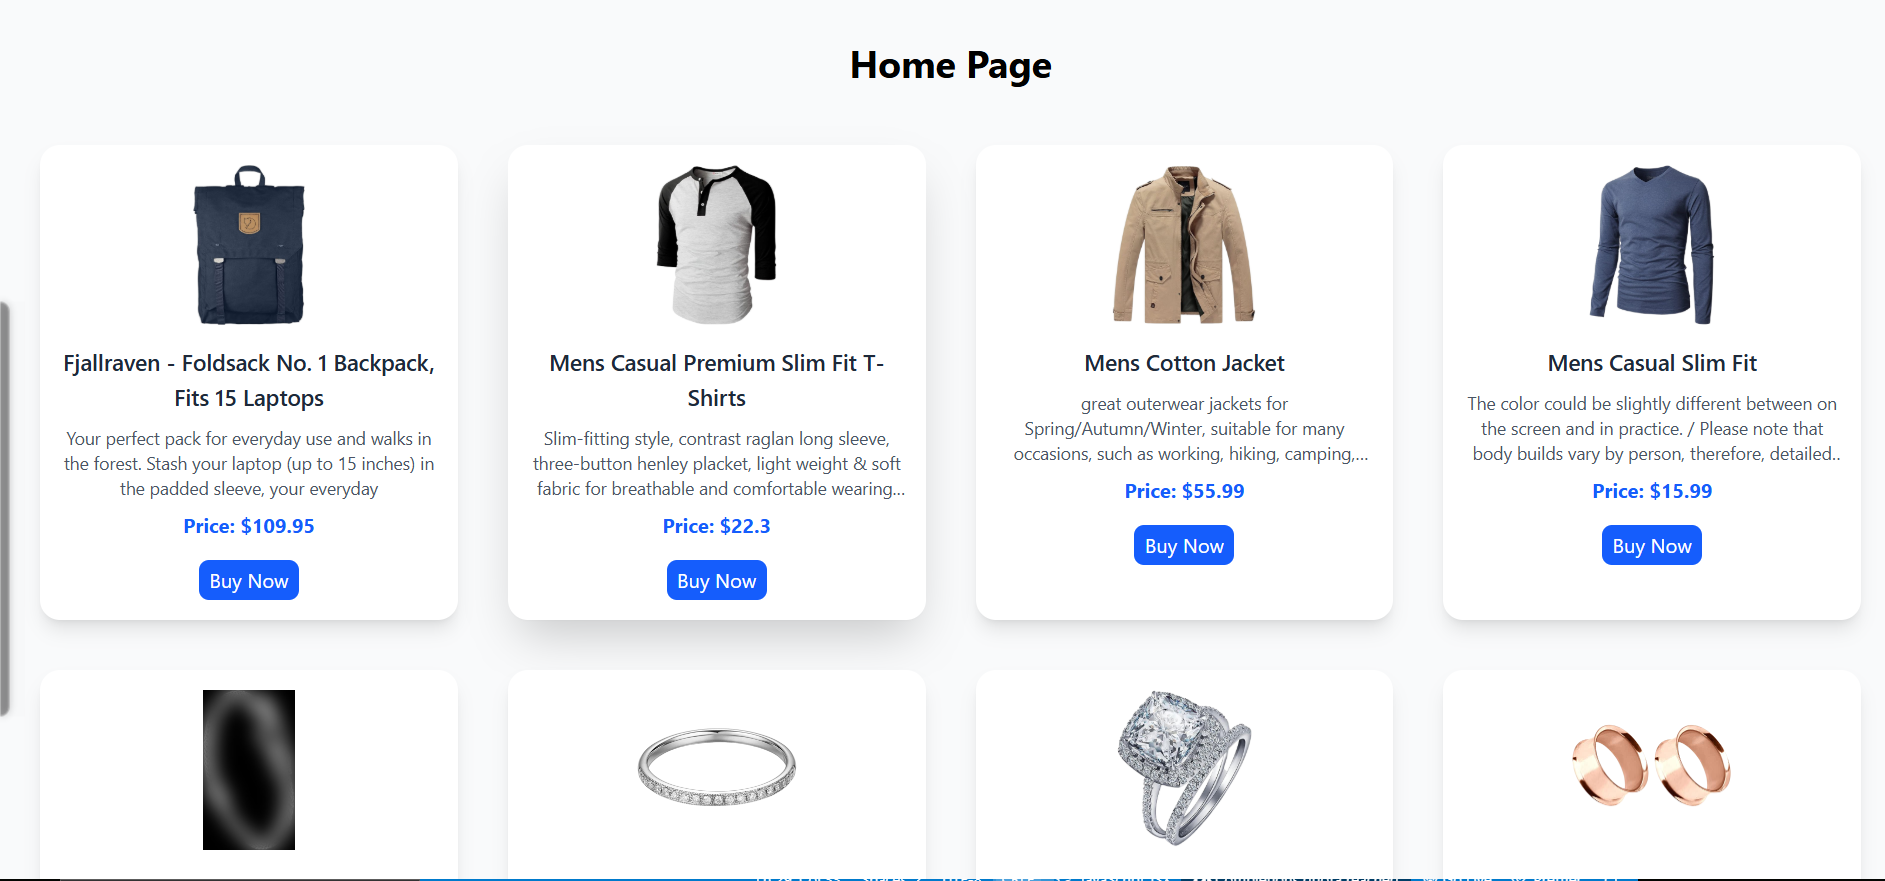 Home Page
Fjallraven - Foldsack No. 1 Backpack,
Fits 15 Laptops
Your perfect pack for everyday use and walks in
the forest. Stash your laptop (up to 15 inches) in
the padded sleeve, your everyday
Price: $109.95
Buy Now
Mens Casual Premium Slim Fit T-
Shirts
Slim-fitting style, contrast raglan long sleeve,
three-button henley placket, light weight & soft
fabric for breathable and comfortable wearing...
Price: $22.3
Buy Now
Mens Cotton Jacket
great outerwear jackets for
Spring/Autumn/Winter, suitable for many
occasions, such as working, hiking, camping,...
Price: $55.99
Buy Now
Mens Casual Slim Fit
The color could be slightly different between on
the screen and in practice. / Please note that
body builds vary by person, therefore, detailed..
Price: $15.99
Buy Now